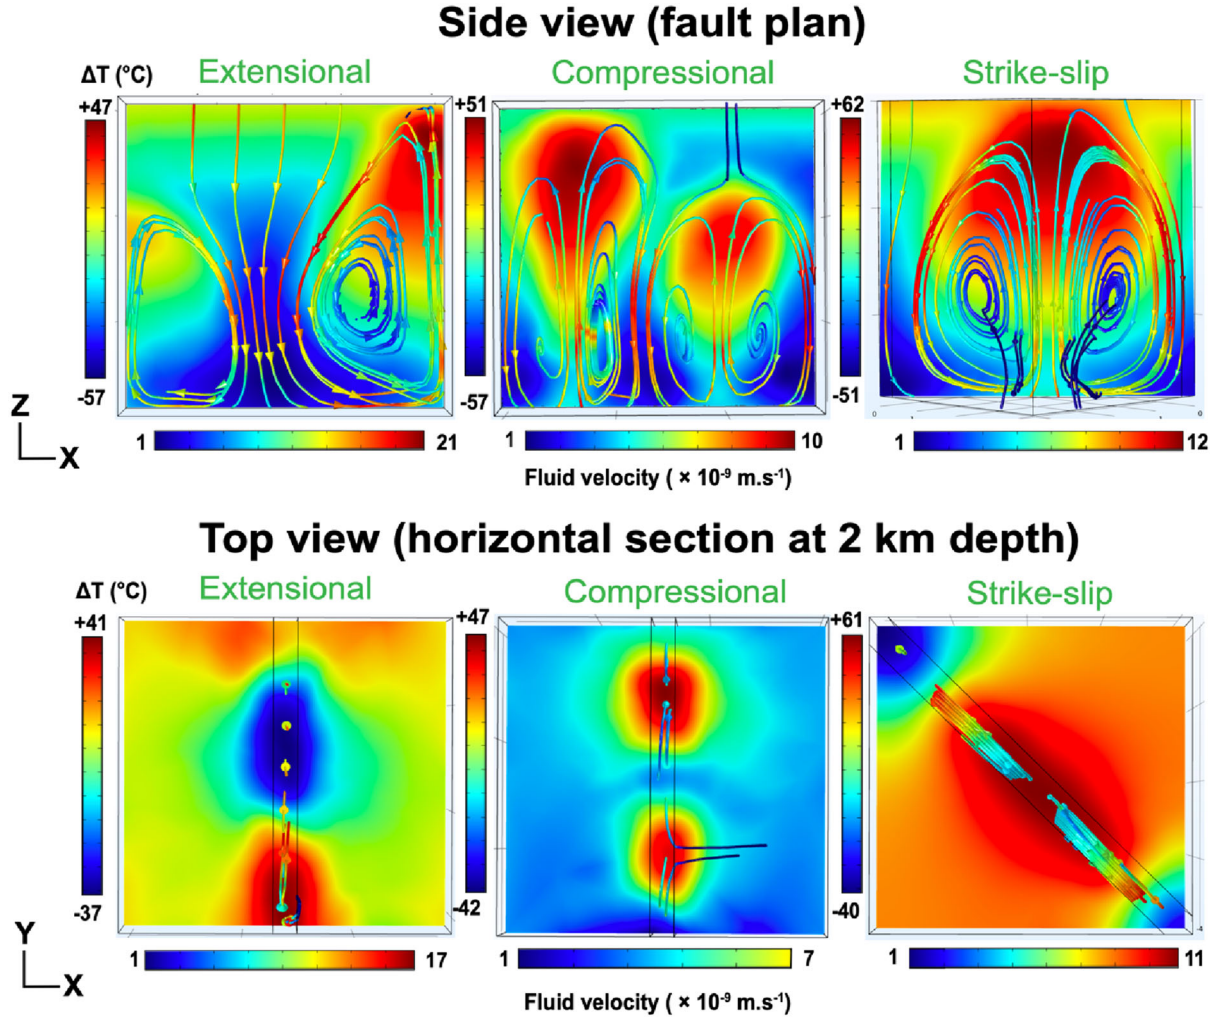 Side view (fault plan)
ΔT (°C)
Extensional
Compressional
Strike-slip
+47
+51
+62
-57
-57
-51
Z
X
1
21
1
10
1
12
Fluid velocity ( × 10⁻⁹ m.s⁻¹)
Top view (horizontal section at 2 km depth)
ΔT (°C)
Extensional
Compressional
Strike-slip
+41
+47
+61
-37
-42
-40
Y
X
1
17
1
7
1
11
Fluid velocity ( × 10⁻⁹ m.s⁻¹)